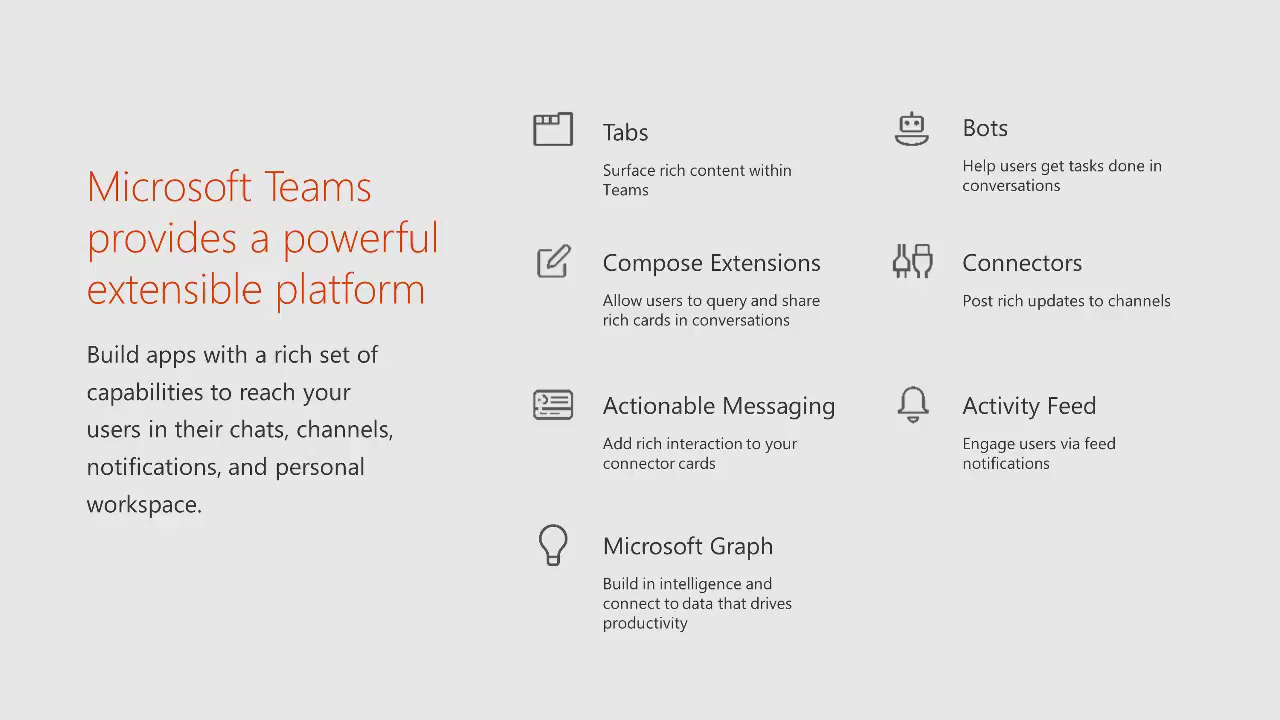 Microsoft Teams
provides a powerful
extensible platform
Build apps with a rich set of
capabilities to reach your
users in their chats, channels,
notifications, and personal
workspace.
Tabs
Surface rich content within
Teams
Bots
Help users get tasks done in
conversations
Compose Extensions
Allow users to query and share
rich cards in conversations
Connectors
Post rich updates to channels
Actionable Messaging
Add rich interaction to your
connector cards
Activity Feed
Engage users via feed
notifications
Microsoft Graph
Build in intelligence and
connect to data that drives
productivity